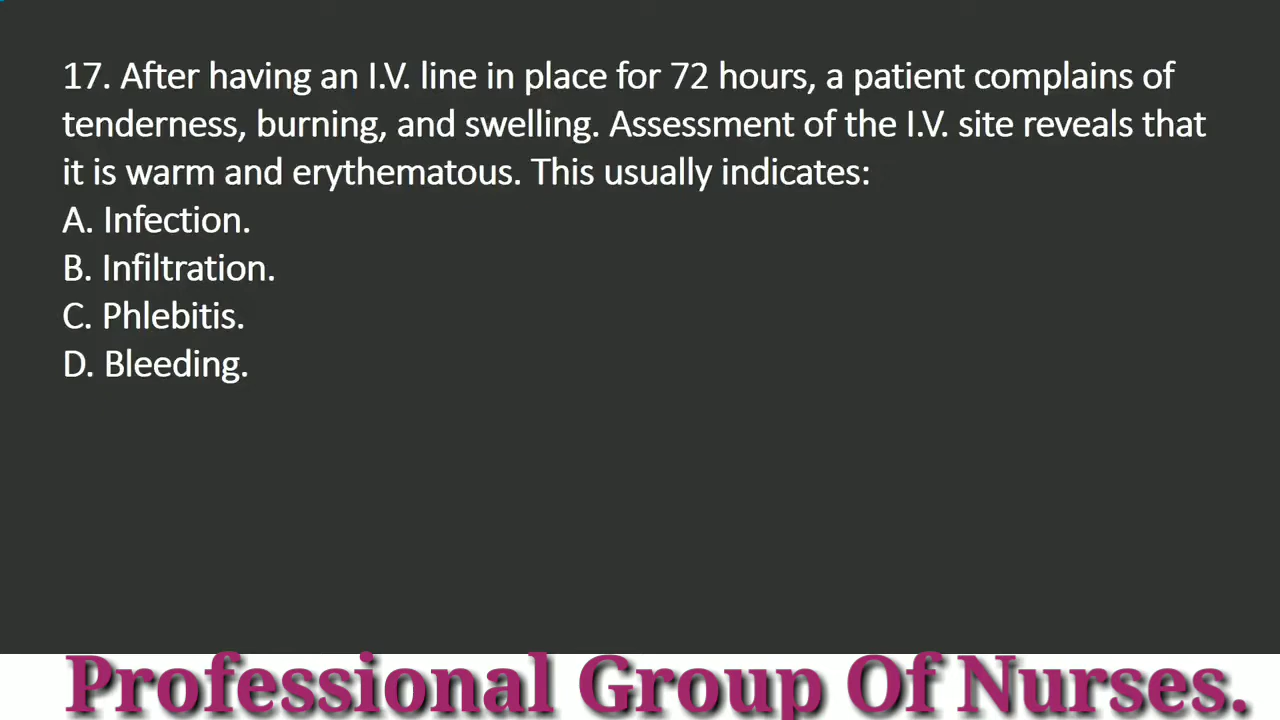 17. After having an I.V. line in place for 72 hours, a patient complains of
tenderness, burning, and swelling. Assessment of the I.V. site reveals that
it is warm and erythematous. This usually indicates:
A. Infection.
B. Infiltration.
C. Phlebitis.
D. Bleeding.
Professional Group Of Nurses.